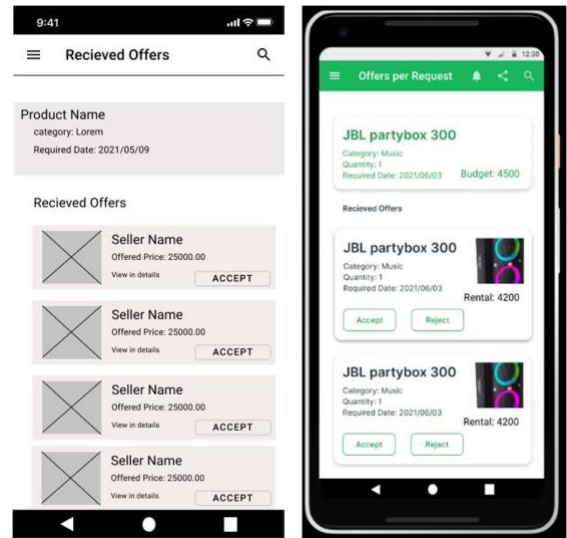 9:41
Recieved Offers
Product Name
category: Lorem
Required Date: 2021/05/09
Recieved Offers
Seller Name
Offered Price: 25000.00
View in details
ACCEPT
Seller Name
Offered Price: 25000.00
View in details
ACCEPT
Seller Name
Offered Price: 25000.00
View in details
ACCEPT
Seller Name
Offered Price: 25000.00
View in details
ACCEPT
12:30
Offers per Request
JBL partybox 300
Category: Music
Quantity: 1
Required Date: 2021/06/03
Budget: 4500
Recieved Offers
JBL partybox 300
Category: Music
Quantity: 1
Required Date: 2021/06/03
Rental: 4200
Accept Reject
JBL partybox 300
Category: Music
Quantity: 1
Required Date: 2021/06/03
Rental: 4200
Accept Reject